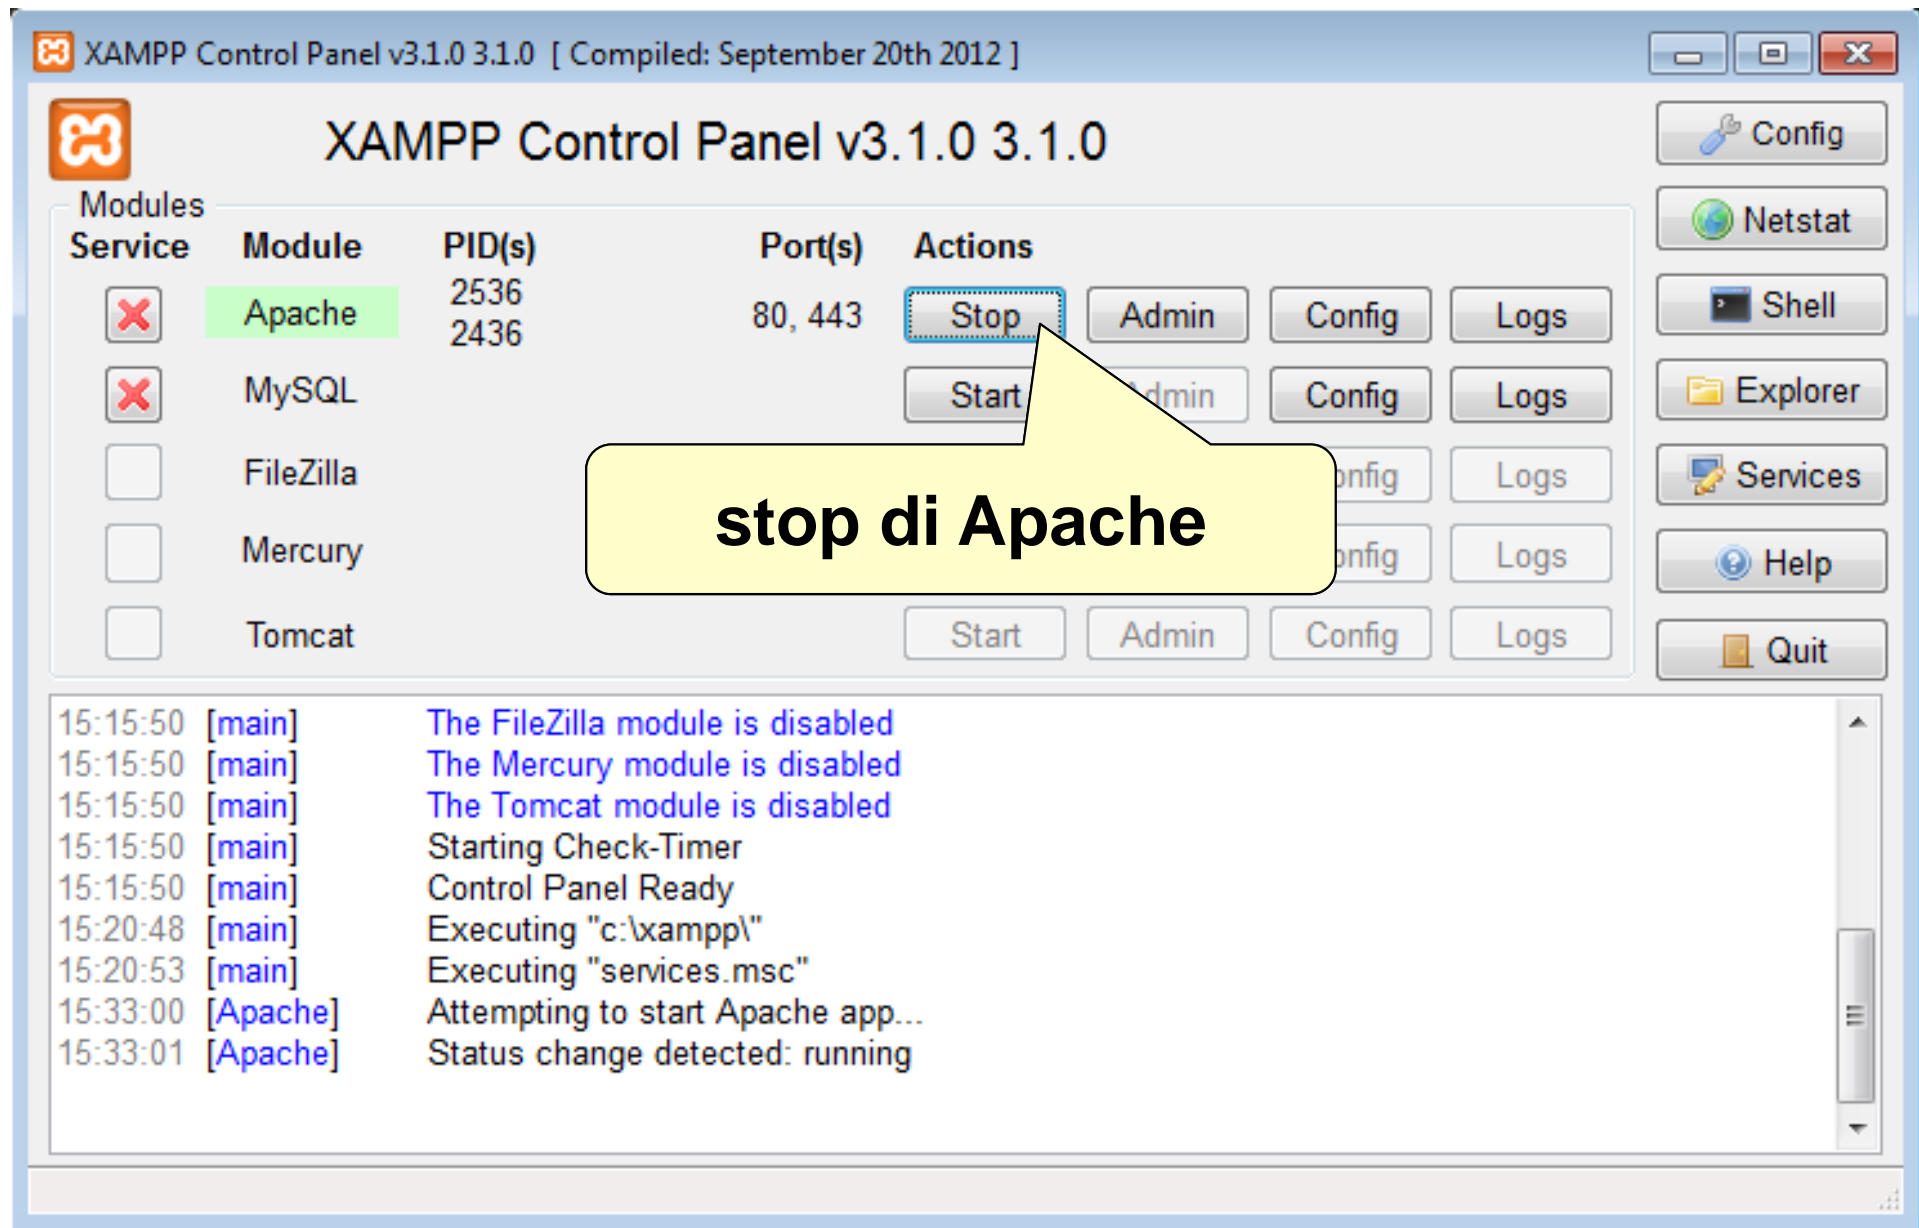 XAMPP Control Panel v3.1.0 3.1.0 [ Compiled: September 20th 2012 ]
XAMPP Control Panel v3.1.0 3.1.0
Config
Netstat
Shell
Explorer
Services
Help
Quit
Modules
Service Module PID(s) Port(s) Actions
Apache 2536
2436 80, 443 Stop Admin Config Logs
MySQL Start Admin Config Logs
FileZilla onfig Logs
stop di Apache
Mercury onfig Logs
Tomcat Start Admin Config Logs
15:15:50 [main] The FileZilla module is disabled
15:15:50 [main] The Mercury module is disabled
15:15:50 [main] The Tomcat module is disabled
15:15:50 [main] Starting Check-Timer
15:15:50 [main] Control Panel Ready
15:20:48 [main] Executing "c:\xampp\"
15:20:53 [main] Executing "services.msc"
15:33:00 [Apache] Attempting to start Apache app...
15:33:01 [Apache] Status change detected: running